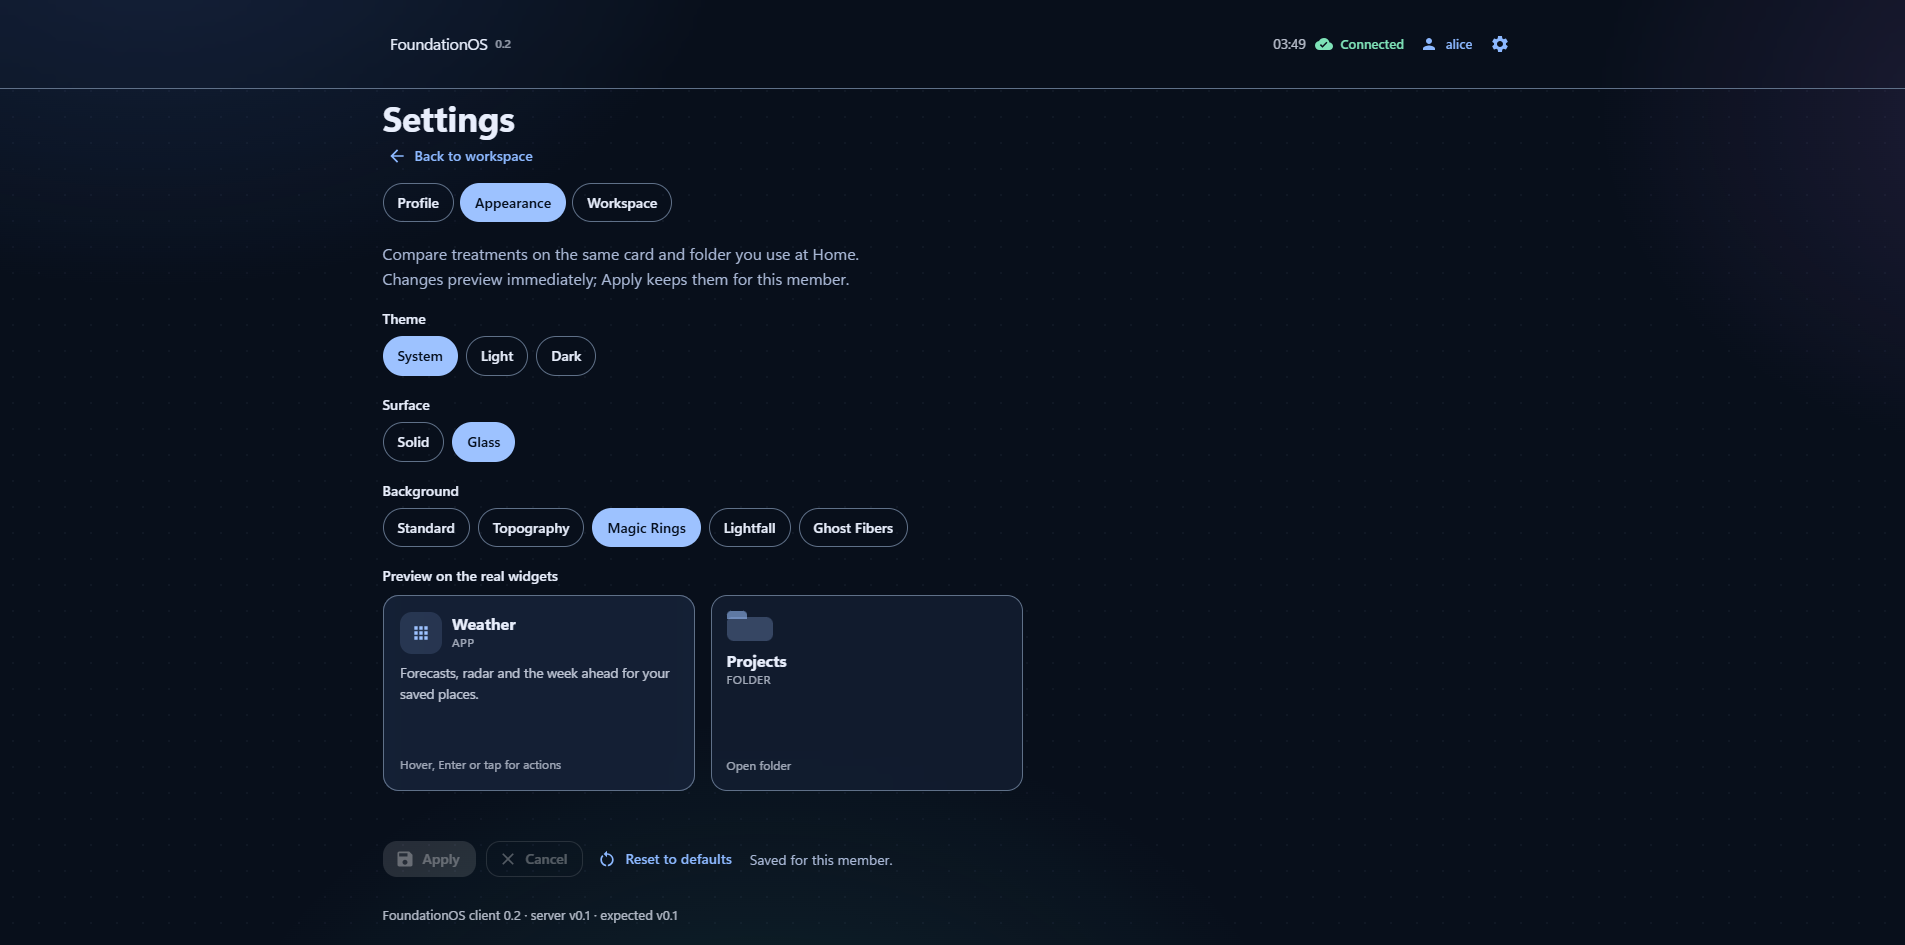 FoundationOS 0.2
03:49 Connected alice
Settings
Back to workspace
Profile Appearance Workspace
Compare treatments on the same card and folder you use at Home.
Changes preview immediately; Apply keeps them for this member.
Theme
System Light Dark
Surface
Solid Glass
Background
Standard Topography Magic Rings Lightfall Ghost Fibers
Preview on the real widgets
Weather
APP
Forecasts, radar and the week ahead for your
saved places.
Hover, Enter or tap for actions
Projects
FOLDER
Open folder
Apply Cancel Reset to defaults Saved for this member.
FoundationOS client 0.2 · server v0.1 · expected v0.1